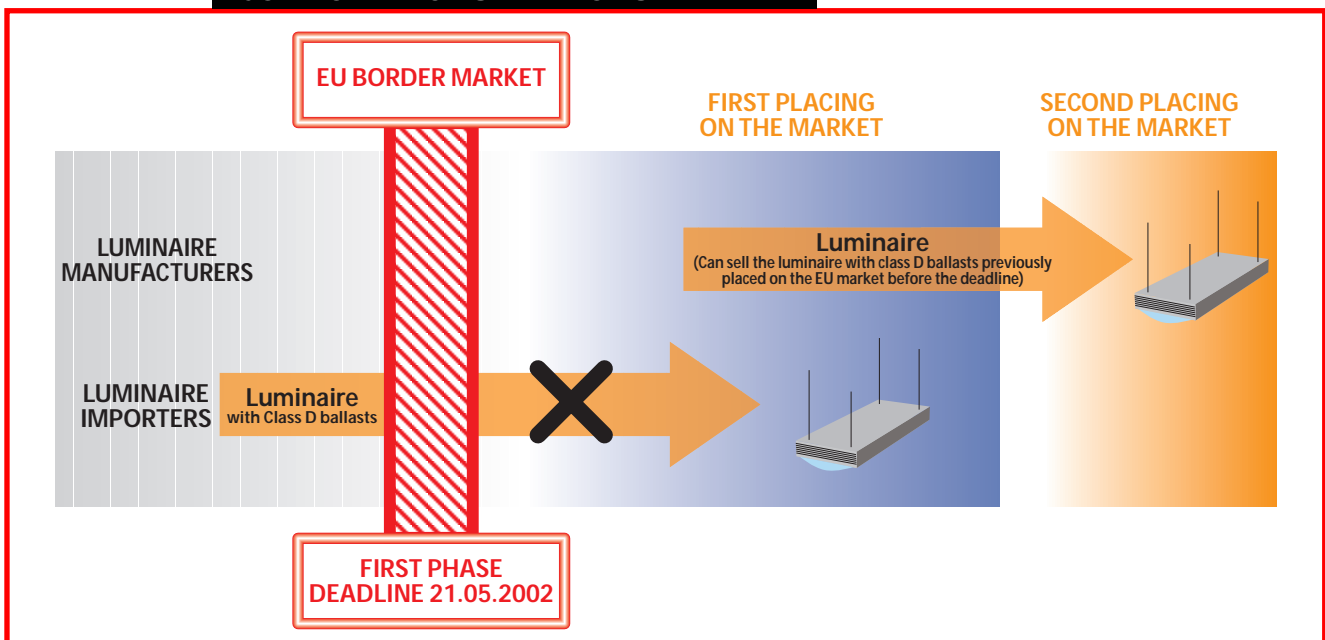 EU BORDER MARKET
FIRST PLACING
ON THE MARKET
SECOND PLACING
ON THE MARKET
LUMINAIRE
MANUFACTURERS
Luminaire
(Can sell the luminaire with class D ballasts previously
placed on the EU market before the deadline)
LUMINAIRE
IMPORTERS
Luminaire
with Class D ballasts
FIRST PHASE
DEADLINE 21.05.2002